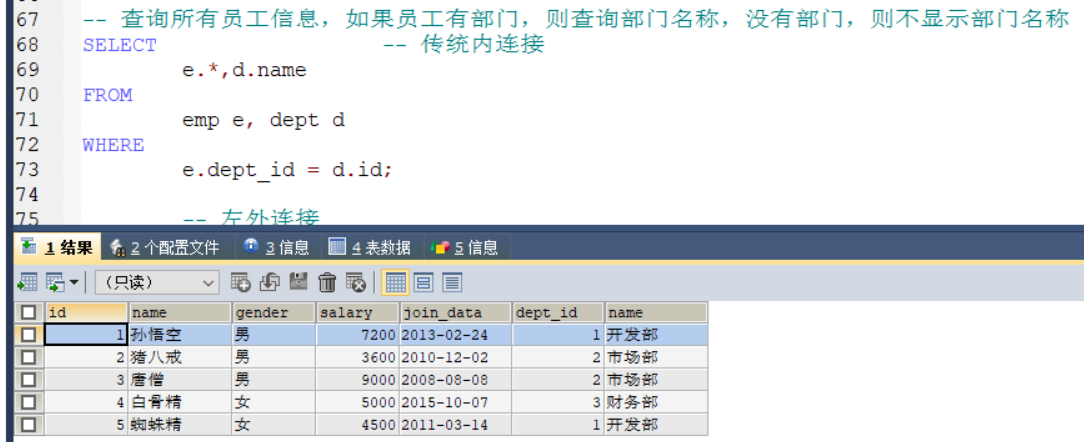 67 -- 查询所有员工信息，如果员工有部门，则查询部门名称，没有部门，则不显示部门名称
68 SELECT -- 传统内连接
69 e.*,d.name
70 FROM
71 emp e, dept d
72 WHERE
73 e.dept_id = d.id;
74
75 -- 左外连接
1 结果 2 个配置文件 3 信息 4 表数据 5 信息
（只读）
id name gender salary join_data dept_id name
1 孙悟空 男 7200 2013-02-24 1 开发部
2 猪八戒 男 3600 2010-12-02 2 市场部
3 唐僧 男 9000 2008-08-08 2 市场部
4 白骨精 女 5000 2015-10-07 3 财务部
5 蜘蛛精 女 4500 2011-03-14 1 开发部